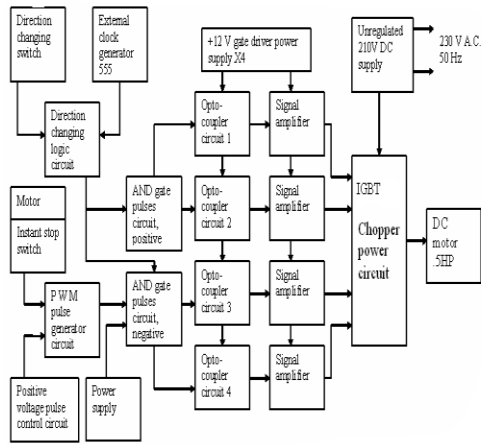 Direction
changing
switch
External
clock
generator
555
+12 V gate driver power
supply X4
Unregulated
210V DC
supply
230 V A.C.
50 Hz
Direction
changing
logic
circuit
Opto-
coupler
circuit 1
Signal
amplifier
Motor
Instant stop
switch
AND gate
pulses
circuit,
positive
Opto-
coupler
circuit 2
Signal
amplifier
IGBT
Chopper
power
circuit
DC
motor
.5HP
P W M
pulse
generator
circuit
AND gate
pulses
circuit,
negative
Opto-
coupler
circuit 3
Signal
amplifier
Opto-
coupler
circuit 4
Signal
amplifier
Positive
voltage pulse
control circuit
Power
supply